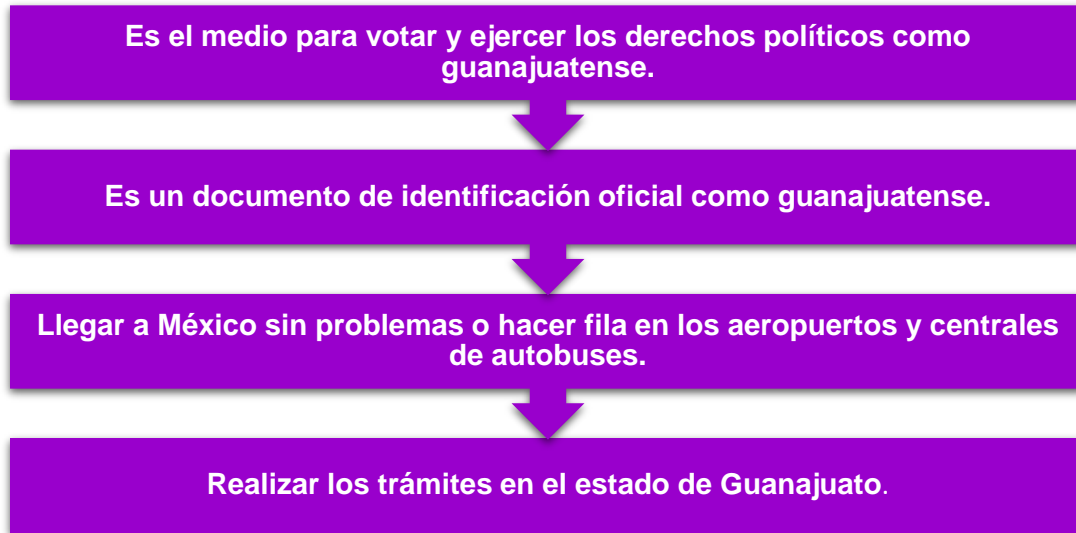 Es el medio para votar y ejercer los derechos políticos como
guanajuatense.
Es un documento de identificación oficial como guanajuatense.
Llegar a México sin problemas o hacer fila en los aeropuertos y centrales
de autobuses.
Realizar los trámites en el estado de Guanajuato.